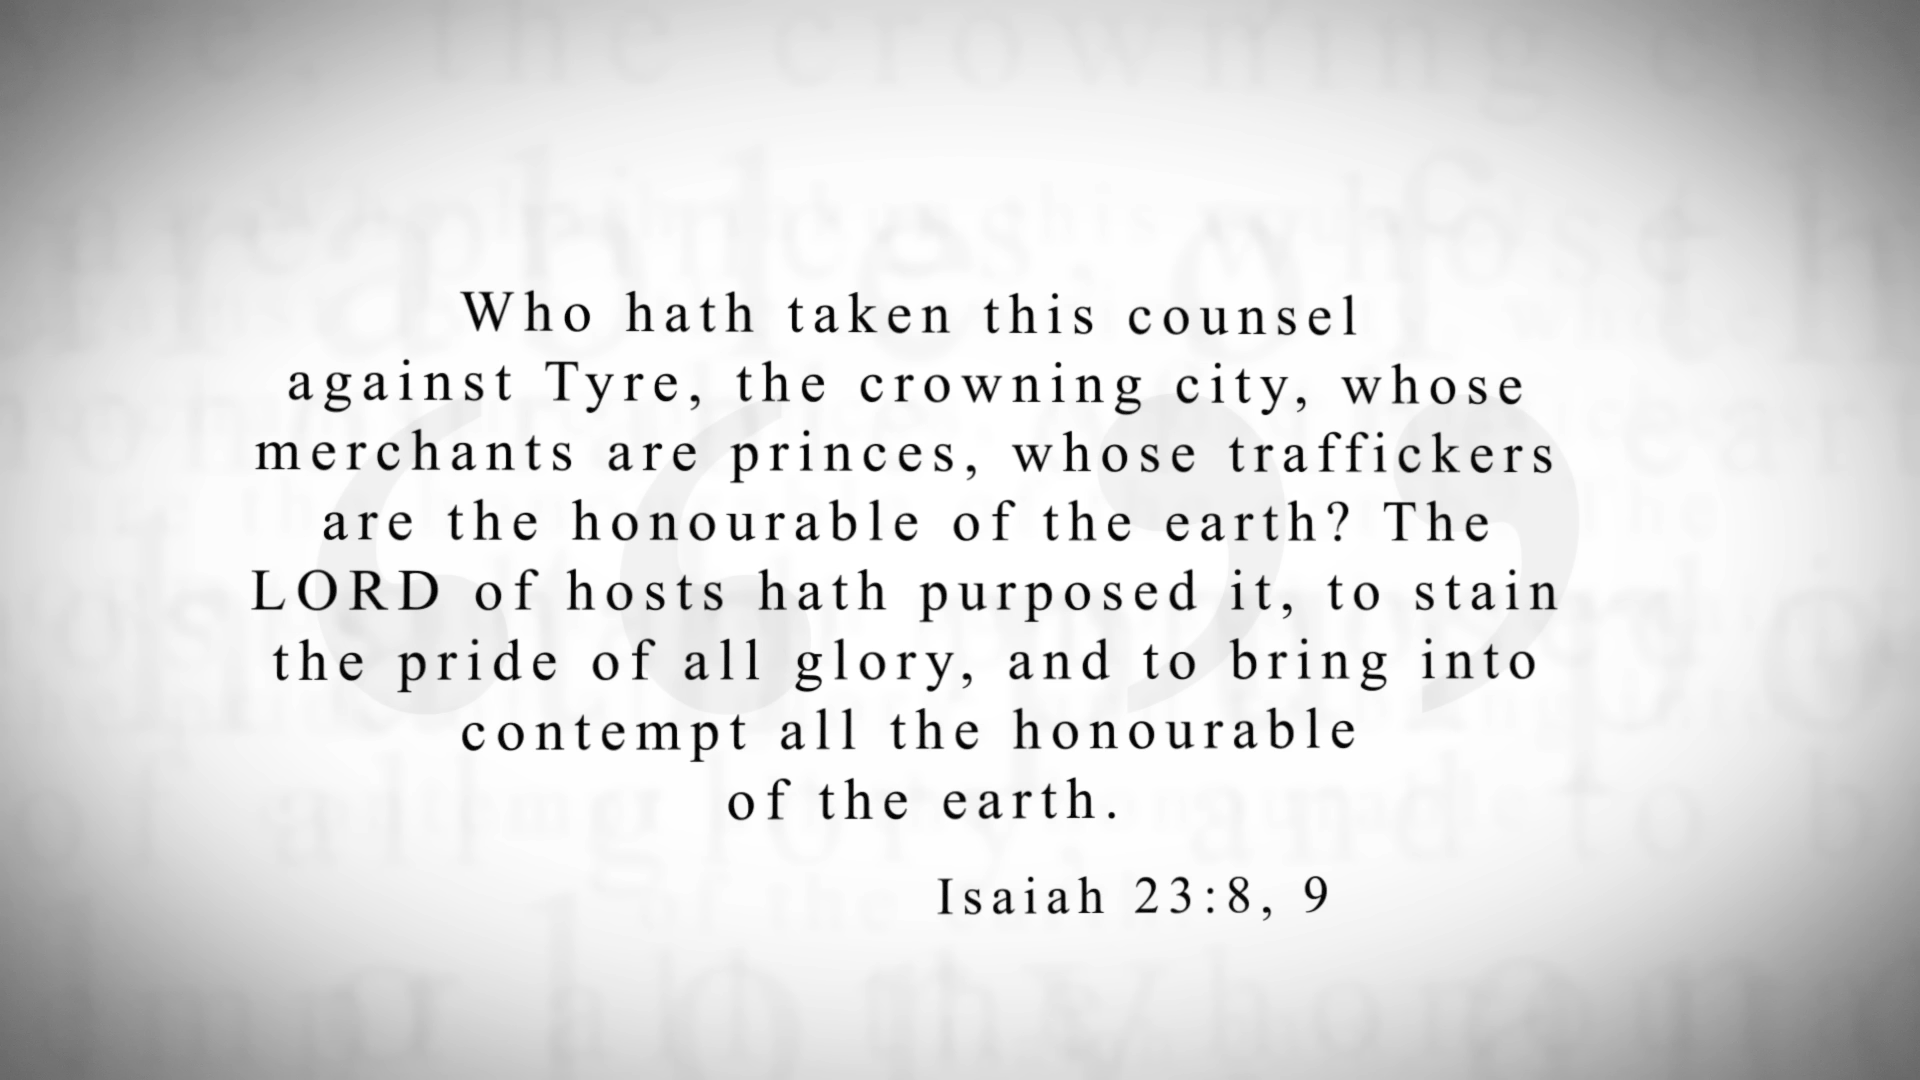 Who hath taken this counsel
against Tyre, the crowning city, whose
merchants are princes, whose traffickers
are the honourable of the earth? The
LORD of hosts hath purposed it, to stain
the pride of all glory, and to bring into
contempt all the honourable
of the earth.
Isaiah 23:8, 9